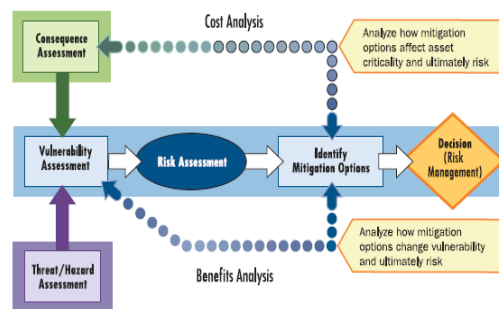 Cost Analysis
Consequence
Assessment
Analyze how mitigation
options affect asset
criticality and ultimately risk
Vulnerability
Assessment
Risk Assessment
Identify
Mitigation Options
Decision
(Risk
Management)
Threat/Hazard
Assessment
Benefits Analysis
Analyze how mitigation
options change vulnerability
and ultimately risk